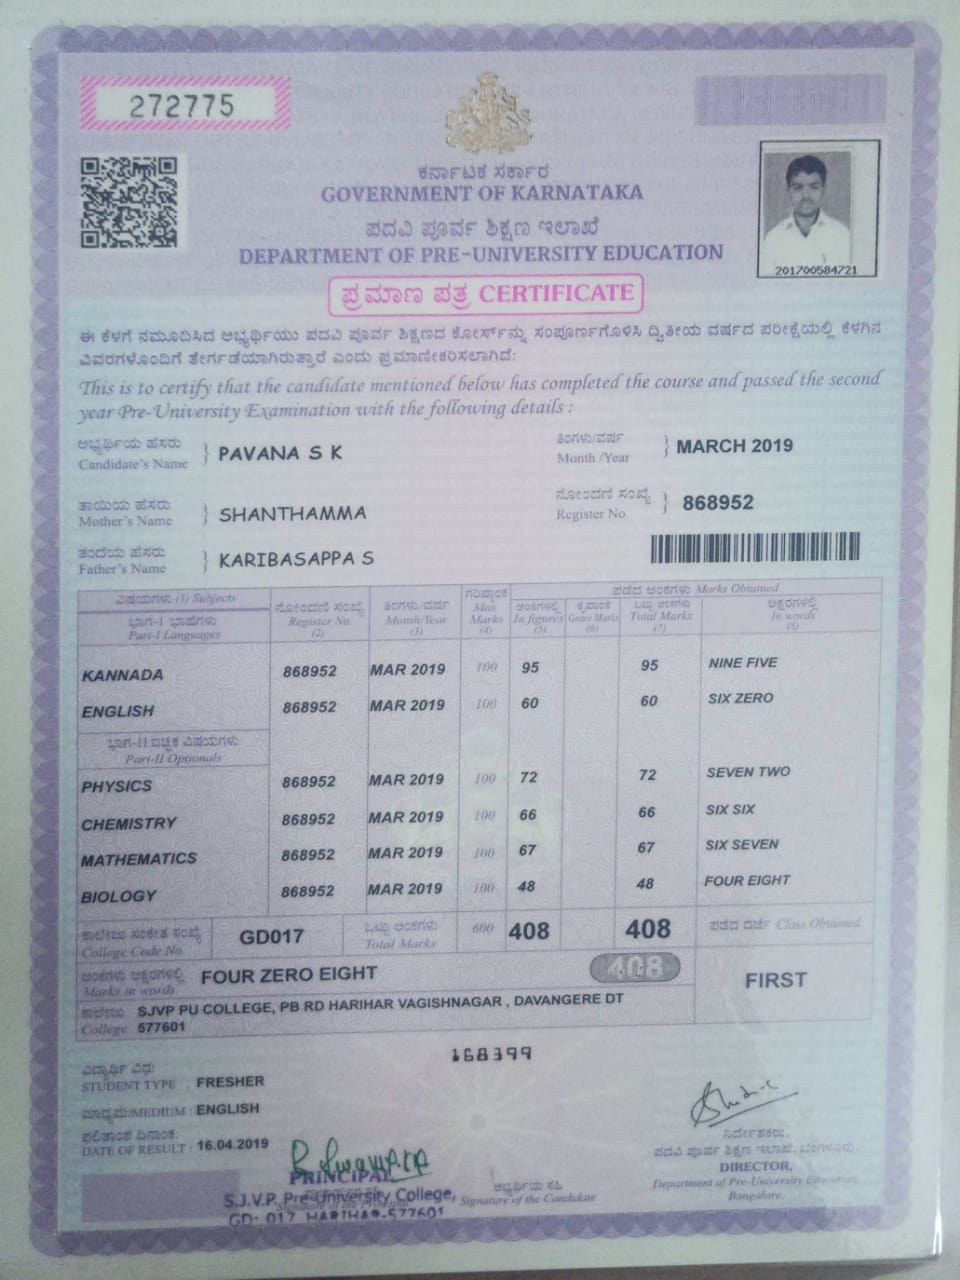 272775
ಕರ್ನಾಟಕ ಸರ್ಕಾರ
GOVERNMENT OF KARNATAKA
ಪದವಿ ಪೂರ್ವ ಶಿಕ್ಷಣ ಇಲಾಖೆ
DEPARTMENT OF PRE-UNIVERSITY EDUCATION
201700584721
ಪ್ರಮಾಣ ಪತ್ರ CERTIFICATE
ಈ ಕೆಳಗೆ ನಮೂದಿಸಿದ ಅಭ್ಯರ್ಥಿಯು ಪದವಿ ಪೂರ್ವ ಶಿಕ್ಷಣದ ಕೋರ್ಸ್‌ನ್ನು ಸಂಪೂರ್ಣಗೊಳಿಸಿ ದ್ವಿತೀಯ ವರ್ಷದ ಪರೀಕ್ಷೆಯಲ್ಲಿ ಕೆಳಗಿನ
ವಿವರಗಳೊಂದಿಗೆ ತೇರ್ಗಡೆಯಾಗಿರುತ್ತಾರೆ ಎಂದು ಪ್ರಮಾಣೀಕರಿಸಲಾಗಿದೆ:
This is to certify that the candidate mentioned below has completed the course and passed the second
year Pre-University Examination with the following details :
ಅಭ್ಯರ್ಥಿಯ ಹೆಸರು
Candidate's Name } PAVANA S K
ತಿಂಗಳು/ವರ್ಷ
Month /Year } MARCH 2019
ತಾಯಿಯ ಹೆಸರು
Mother's Name } SHANTHAMMA
ನೋಂದಣಿ ಸಂಖ್ಯೆ
Register No. } 868952
ತಂದೆಯ ಹೆಸರು
Father's Name } KARIBASAPPA S
ವಿಷಯಗಳು (1) Subjects
ಭಾಗ-I ಭಾಷೆಗಳು
Part-I Languages
ನೋಂದಣಿ ಸಂಖ್ಯೆ
Register No.
(2)
ತಿಂಗಳು/ವರ್ಷ
Month/Year
(3)
ಗರಿಷ್ಠಾಂಕ
Max
Marks
(4)
ಪಡೆದ ಅಂಕಗಳು Marks Obtained
ಅಂಕಗಳಲ್ಲಿ
In figures
(5)
ಕೃಪಾಂಕ
Grace Marks
(6)
ಒಟ್ಟು ಅಂಕಗಳು
Total Marks
(7)
ಅಕ್ಷರಗಳಲ್ಲಿ
In words
(8)
KANNADA 868952 MAR 2019 100 95 95 NINE FIVE
ENGLISH 868952 MAR 2019 100 60 60 SIX ZERO
ಭಾಗ-II ಐಚ್ಛಿಕ ವಿಷಯಗಳು
Part-II Optionals
PHYSICS 868952 MAR 2019 100 72 72 SEVEN TWO
CHEMISTRY 868952 MAR 2019 100 66 66 SIX SIX
MATHEMATICS 868952 MAR 2019 100 67 67 SIX SEVEN
BIOLOGY 868952 MAR 2019 100 48 48 FOUR EIGHT
ಕಾಲೇಜು ಸಂಕೇತ ಸಂಖ್ಯೆ
College Code No. GD017
ಒಟ್ಟು ಅಂಕಗಳು
Total Marks 600 408 408
ಪಡೆದ ದರ್ಜೆ Class Obtained
ಅಂಕಗಳು ಅಕ್ಷರಗಳಲ್ಲಿ
Marks in words FOUR ZERO EIGHT
408
FIRST
ಕಾಲೇಜು SJVP PU COLLEGE, PB RD HARIHAR VAGISHNAGAR , DAVANGERE DT
College 577601
168399
ವಿದ್ಯಾರ್ಥಿ ವಿಧ:
STUDENT TYPE FRESHER
ಮಾಧ್ಯಮ/MEDIUM : ENGLISH
ಫಲಿತಾಂಶ ದಿನಾಂಕ:
DATE OF RESULT : 16.04.2019
PRINCIPAL
S.J.V.P. Pre-University College,
Signature of the Principal
GD: 017 HARIHAR-577601
ಅಭ್ಯರ್ಥಿಯ ಸಹಿ
Signature of the Candidate
ನಿರ್ದೇಶಕರು,
ಪದವಿ ಪೂರ್ವ ಶಿಕ್ಷಣ ಇಲಾಖೆ, ಬೆಂಗಳೂರು.
DIRECTOR,
Department of Pre-University Education
Bangalore.